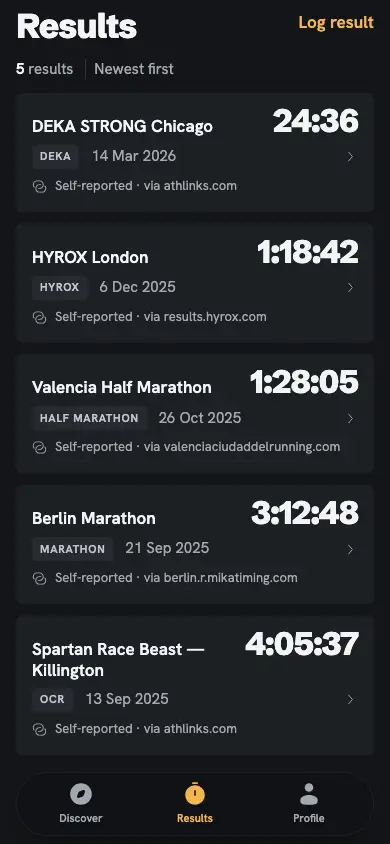 Results
Log result
5 results
Newest first
DEKA STRONG Chicago
24:36
DEKA
14 Mar 2026
Self-reported · via athlinks.com
HYROX London
1:18:42
HYROX
6 Dec 2025
Self-reported · via results.hyrox.com
Valencia Half Marathon
1:28:05
HALF MARATHON
26 Oct 2025
Self-reported · via valenciaciudaddelrunning.com
Berlin Marathon
3:12:48
MARATHON
21 Sep 2025
Self-reported · via berlin.r.mikatiming.com
Spartan Race Beast —
Killington
4:05:37
OCR
13 Sep 2025
Self-reported · via athlinks.com
Discover
Results
Profile